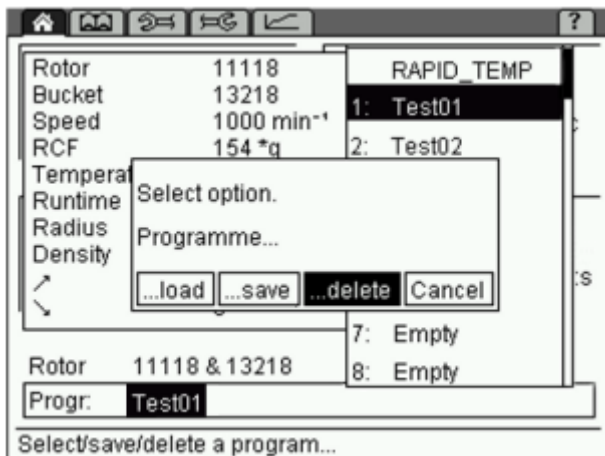 ?
Rotor 11118
Bucket 13218
Speed 1000 min⁻¹
RCF 154 *g
Temperat
Runtime
Radius
Density
RAPID_TEMP
1: Test01
2: Test02
Select option.
Programme...
...load ...save ...delete Cancel
7: Empty
8: Empty
Rotor 11118 & 13218
Progr: Test01
Select/save/delete a program...